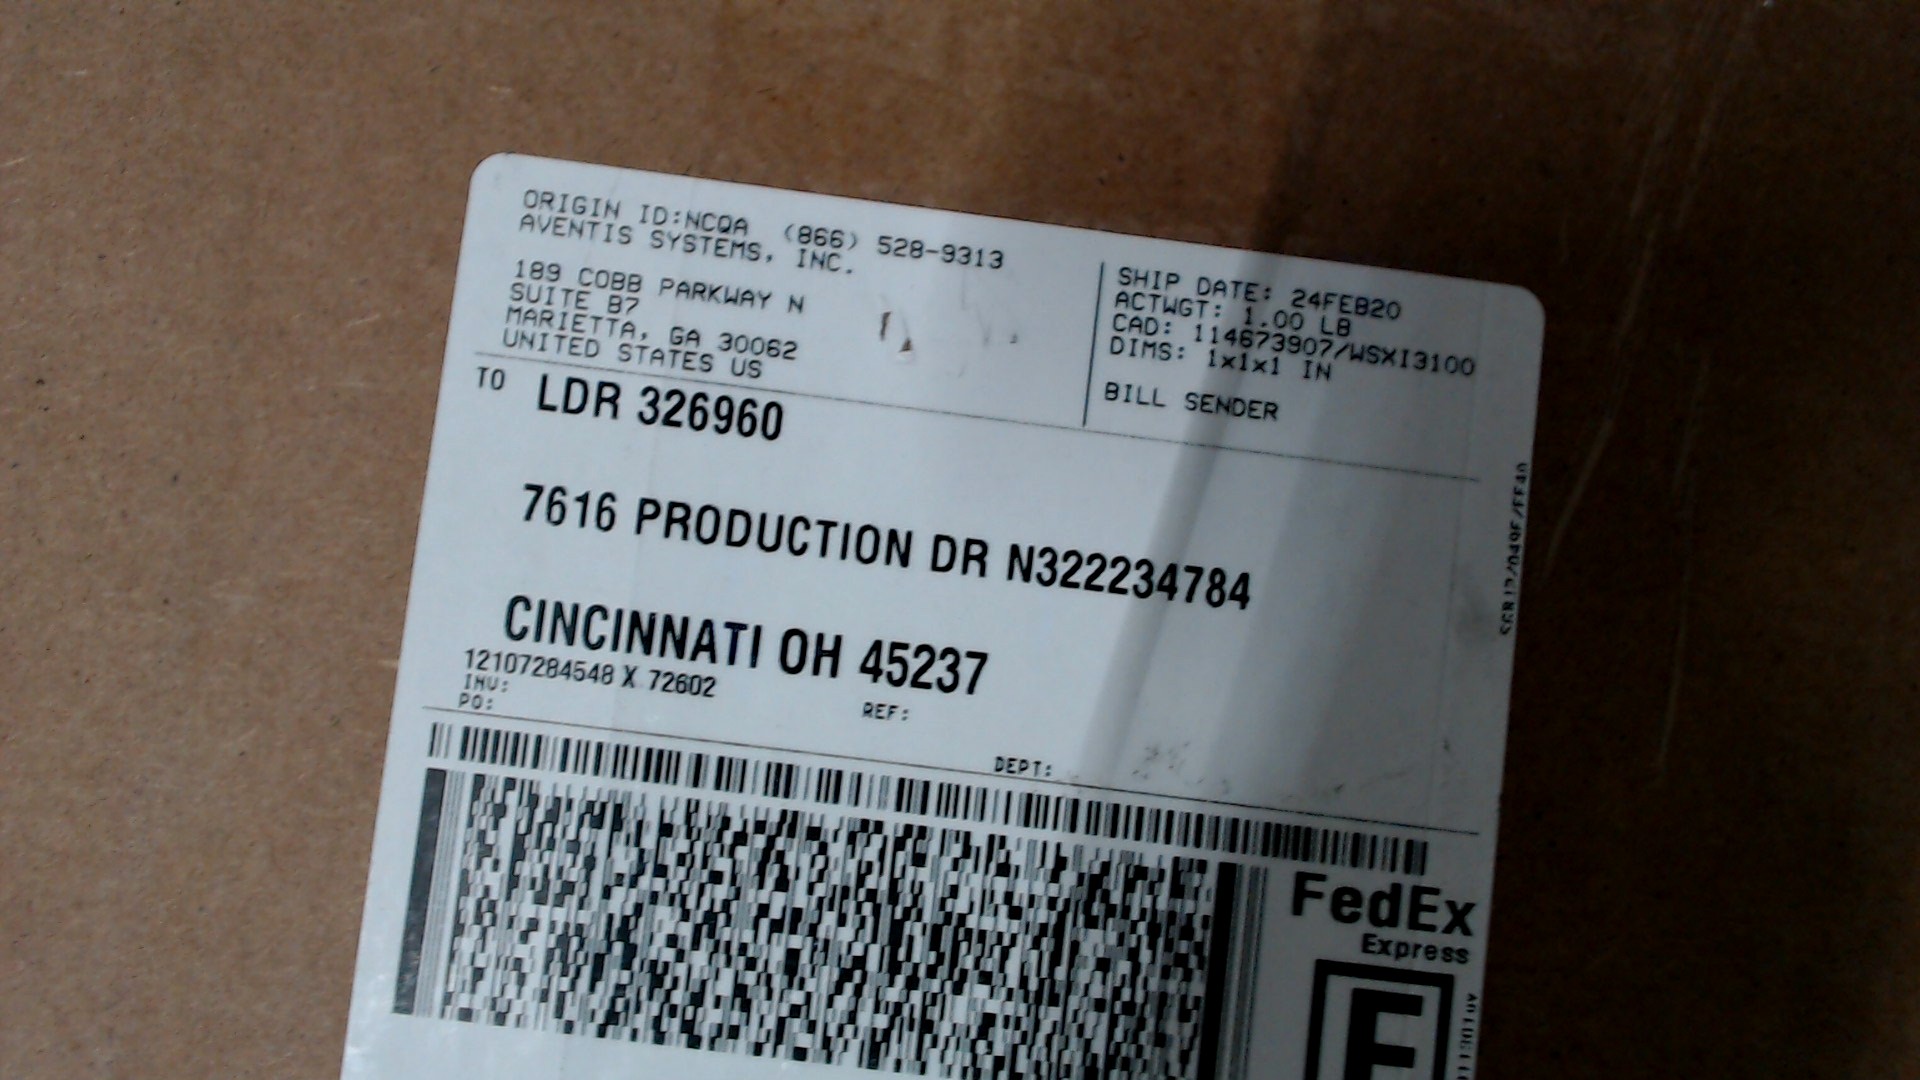 ORIGIN ID:NCQA (866) 528-9313
AVENTIS SYSTEMS, INC.
189 COBB PARKWAY N
SUITE B7
MARIETTA, GA 30062
UNITED STATES US
SHIP DATE: 24FEB20
ACTWGT: 1.00 LB
CAD: 114673907/WSXI3100
DIMS: 1x1x1 IN
BILL SENDER
TO LDR 326960
7616 PRODUCTION DR N322234784
CINCINNATI OH 45237
12107284548 X 72602
INV:
PO:
REF:
DEPT:
FedEx
Express
E